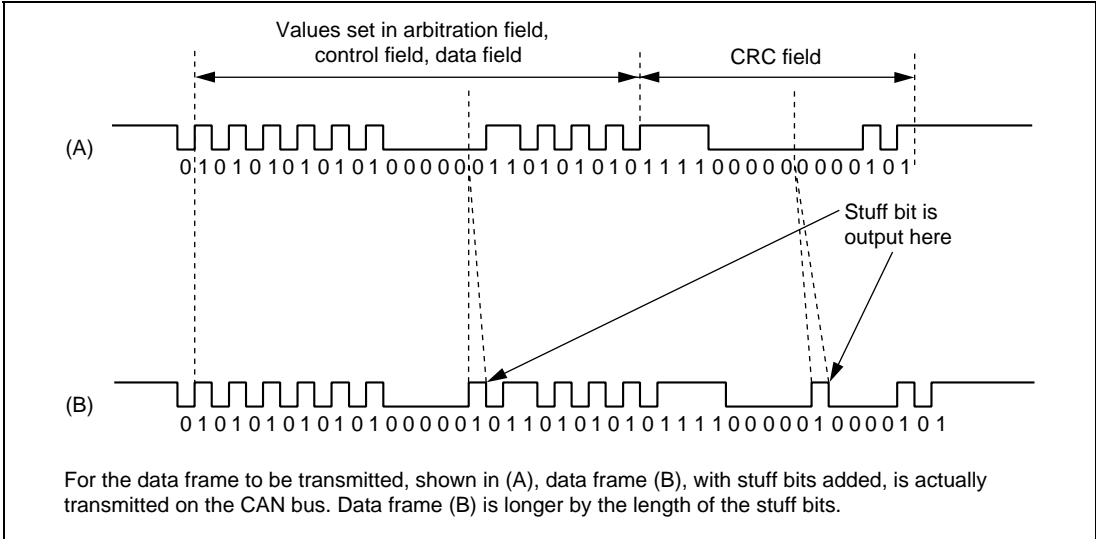 Values set in arbitration field,
control field, data field
CRC field
(A)
0 1 0 1 0 1 0 1 0 1 0 1 0 0 0 0 0 0 1 1 0 1 0 1 0 1 0 1 1 1 1 0 0 0 0 0 0 0 0 0 1 0 1
Stuff bit is
output here
(B)
0 1 0 1 0 1 0 1 0 1 0 1 0 0 0 0 0 1 0 1 1 0 1 0 1 0 1 0 1 1 1 1 0 0 0 0 0 1 0 0 0 0 1 0 1
For the data frame to be transmitted, shown in (A), data frame (B), with stuff bits added, is actually
transmitted on the CAN bus. Data frame (B) is longer by the length of the stuff bits.